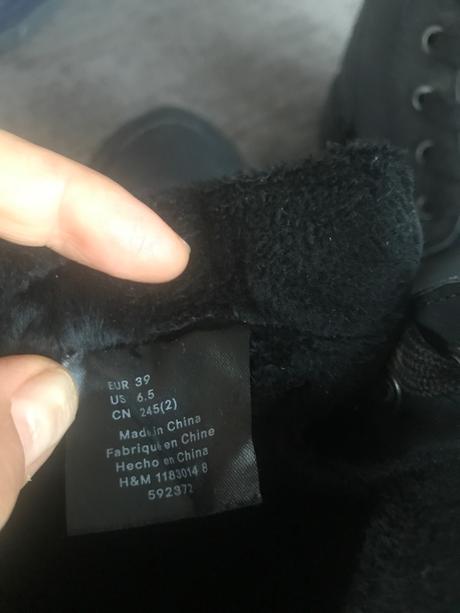 EUR 39
US 6.5
CN 245(2)
Made in China
Fabriqué en Chine
Hecho en China
H&M 1183014 8
592372